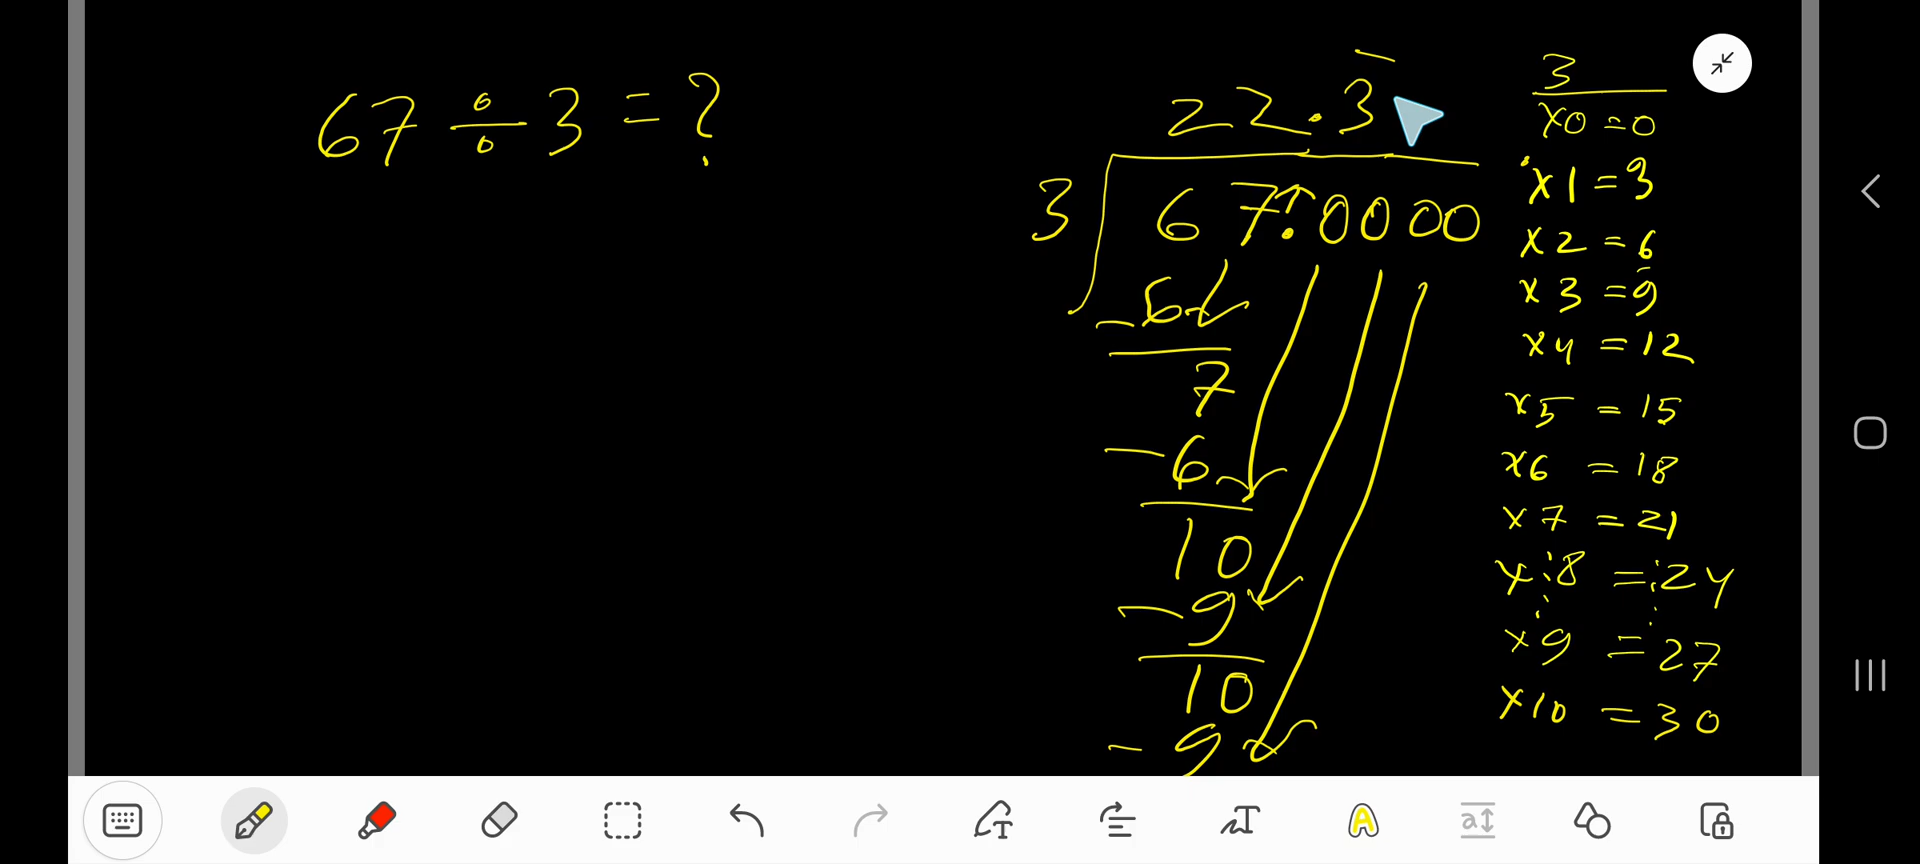 67 ÷ 3 = ?
22.3̅
3 67.0000
- 6
7
- 6
10
- 9
10
- 9
3
x0 = 0
x1 = 3
x2 = 6
x3 = 9
x4 = 12
x5 = 15
x6 = 18
x7 = 21
x8 = 24
x9 = 27
x10 = 30
T T A a